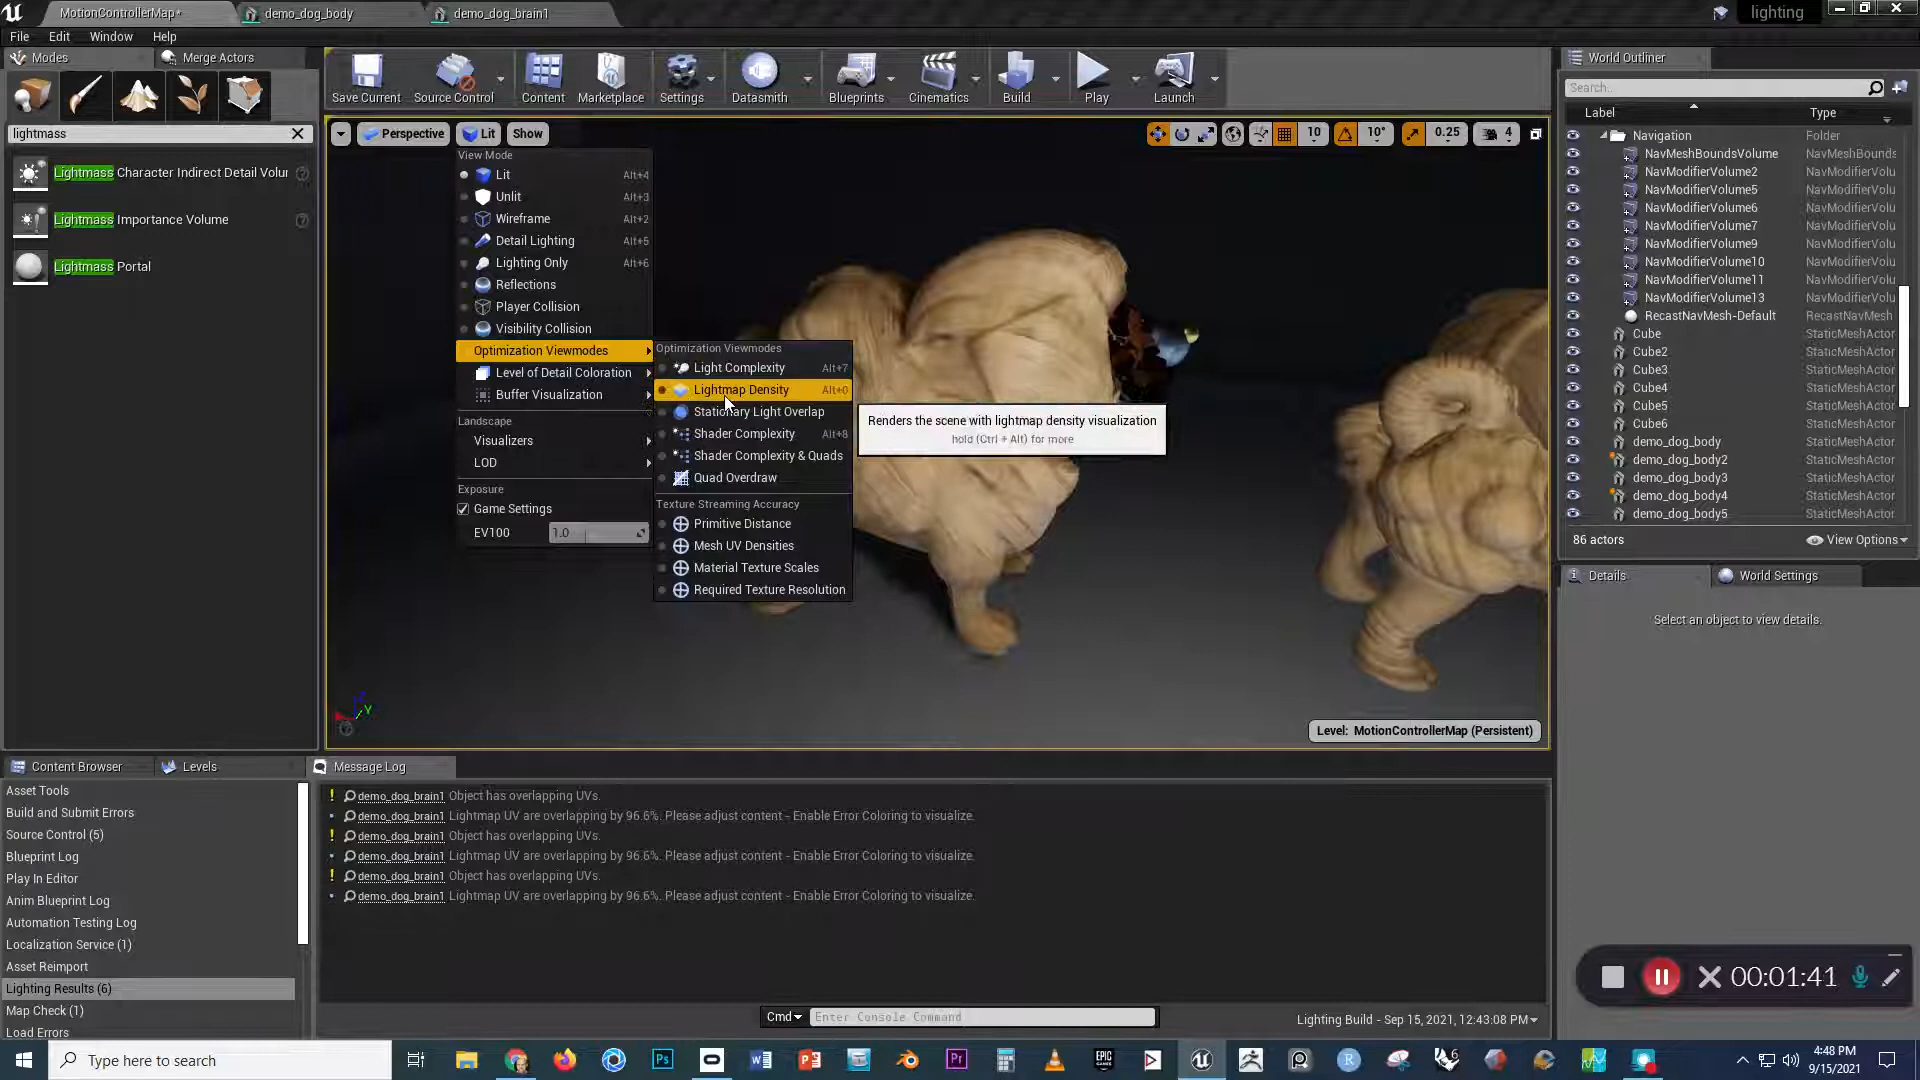 MotionControllerMap*
demo_dog_body
demo_dog_brain1
lighting
File Edit Window Help
Modes
Merge Actors
lightmass
Lightmass Character Indirect Detail Volur
Lightmass Importance Volume
Lightmass Portal
Save Current
Source Control
Content
Marketplace
Settings
Datasmith
Blueprints
Cinematics
Build
Play
Launch
Perspective
Lit
Show
10
10°
0.25
4
View Mode
Lit Alt+4
Unlit Alt+3
Wireframe Alt+2
Detail Lighting Alt+5
Lighting Only Alt+6
Reflections
Player Collision
Visibility Collision
Optimization Viewmodes
Level of Detail Coloration
Buffer Visualization
Landscape
Visualizers
LOD
Exposure
Game Settings
EV100 1.0
Optimization Viewmodes
Light Complexity Alt+7
Lightmap Density Alt+0
Stationary Light Overlap
Shader Complexity Alt+8
Shader Complexity & Quads
Quad Overdraw
Texture Streaming Accuracy
Primitive Distance
Mesh UV Densities
Material Texture Scales
Required Texture Resolution
Renders the scene with lightmap density visualization
hold (Ctrl + Alt) for more
Z
Y
Level: MotionControllerMap (Persistent)
World Outliner
Search...
Label Type
Navigation Folder
NavMeshBoundsVolume NavMeshBounds
NavModifierVolume2 NavModifierVolu
NavModifierVolume5 NavModifierVolu
NavModifierVolume6 NavModifierVolu
NavModifierVolume7 NavModifierVolu
NavModifierVolume9 NavModifierVolu
NavModifierVolume10 NavModifierVolu
NavModifierVolume11 NavModifierVolu
NavModifierVolume13 NavModifierVolu
RecastNavMesh-Default RecastNavMesh
Cube StaticMeshActor
Cube2 StaticMeshActor
Cube3 StaticMeshActor
Cube4 StaticMeshActor
Cube5 StaticMeshActor
Cube6 StaticMeshActor
demo_dog_body StaticMeshActor
demo_dog_body2 StaticMeshActor
demo_dog_body3 StaticMeshActor
demo_dog_body4 StaticMeshActor
demo_dog_body5 StaticMeshActor
86 actors View Options
Details
World Settings
Select an object to view details.
Content Browser
Levels
Message Log
Asset Tools
Build and Submit Errors
Source Control (5)
Blueprint Log
Play In Editor
Anim Blueprint Log
Automation Testing Log
Localization Service (1)
Asset Reimport
Lighting Results (6)
Map Check (1)
Load Errors
demo_dog_brain1 Object has overlapping UVs.
demo_dog_brain1 Lightmap UV are overlapping by 96.6%. Please adjust content - Enable Error Coloring to visualize.
demo_dog_brain1 Object has overlapping UVs.
demo_dog_brain1 Lightmap UV are overlapping by 96.6%. Please adjust content - Enable Error Coloring to visualize.
demo_dog_brain1 Object has overlapping UVs.
demo_dog_brain1 Lightmap UV are overlapping by 96.6%. Please adjust content - Enable Error Coloring to visualize.
Cmd
Enter Console Command
Lighting Build - Sep 15, 2021, 12:43:08 PM
00:01:41
Type here to search
Ps
W
P
Pr
EPIC
GAMES
R
6
4:48 PM
9/15/2021